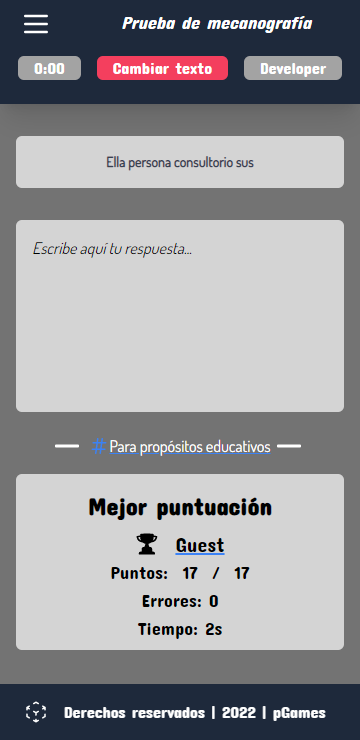 Prueba de mecanografía
0:00 Cambiar texto Developer
Ella persona consultorio sus
Escribe aquí tu respuesta...
# Para propósitos educativos
Mejor puntuación
Guest
Puntos: 17 / 17
Errores: 0
Tiempo: 2s
Derechos reservados | 2022 | pGames